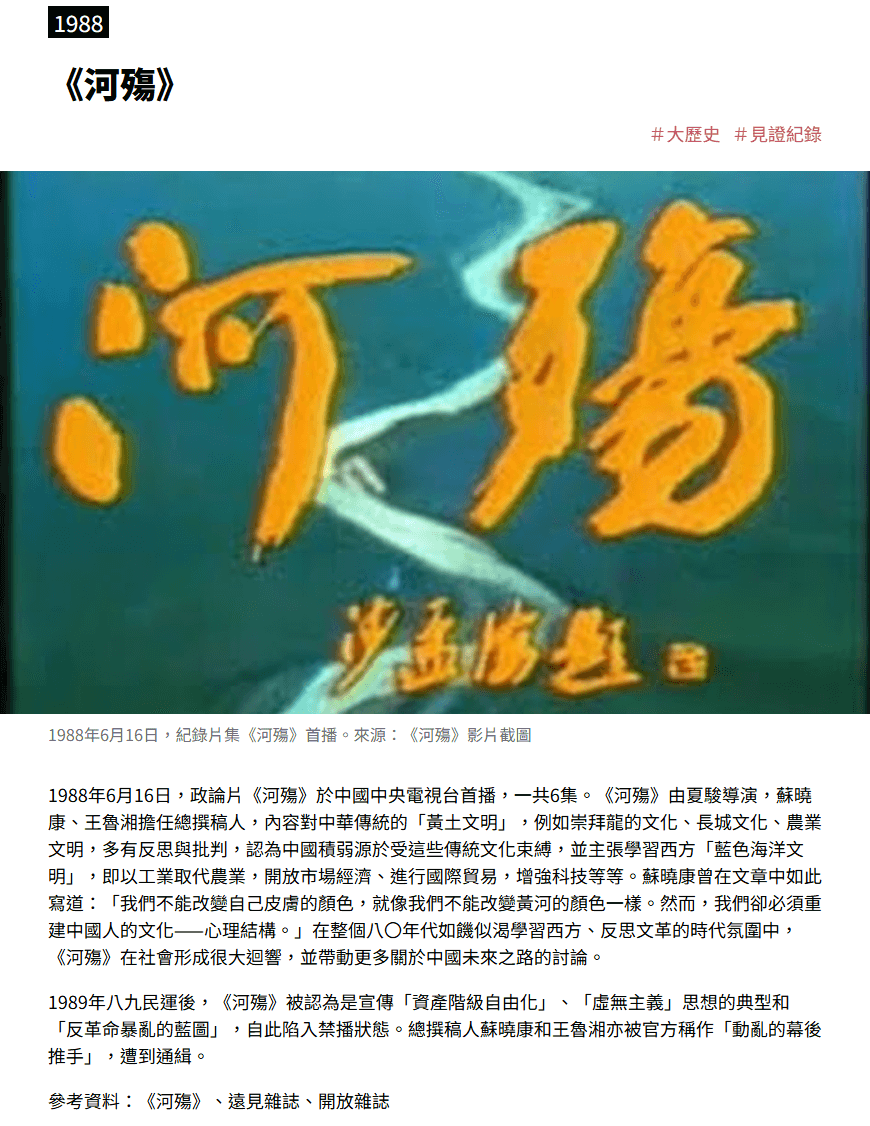 1988
《河殤》
＃大歷史 ＃見證紀錄
河殤
沙孟海題
1988年6月16日，紀錄片集《河殤》首播。來源：《河殤》影片截圖
1988年6月16日，政論片《河殤》於中國中央電視台首播，一共6集。《河殤》由夏駿導演，蘇曉
康、王魯湘擔任總撰稿人，內容對中華傳統的「黃土文明」，例如崇拜龍的文化、長城文化、農業
文明，多有反思與批判，認為中國積弱源於受這些傳統文化束縛，並主張學習西方「藍色海洋文
明」，即以工業取代農業，開放市場經濟、進行國際貿易，增強科技等等。蘇曉康曾在文章中如此
寫道：「我們不能改變自己皮膚的顏色，就像我們不能改變黃河的顏色一樣。然而，我們卻必須重
建中國人的文化——心理結構。」在整個八〇年代如饑似渴學習西方、反思文革的時代氛圍中，
《河殤》在社會形成很大迴響，並帶動更多關於中國未來之路的討論。
1989年八九民運後，《河殤》被認為是宣傳「資產階級自由化」、「虛無主義」思想的典型和
「反革命暴亂的藍圖」，自此陷入禁播狀態。總撰稿人蘇曉康和王魯湘亦被官方稱作「動亂的幕後
推手」，遭到通緝。
參考資料：《河殤》、遠見雜誌、開放雜誌